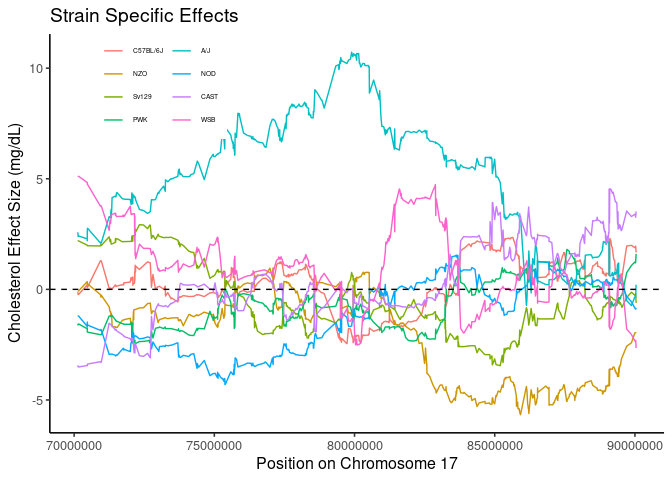 Strain Specific Effects
C57BL/6J A/J
NZO NOD
Sv129 CAST
PWK WSB
10
5
0
-5
Cholesterol Effect Size (mg/dL)
70000000 75000000 80000000 85000000 90000000
Position on Chromosome 17